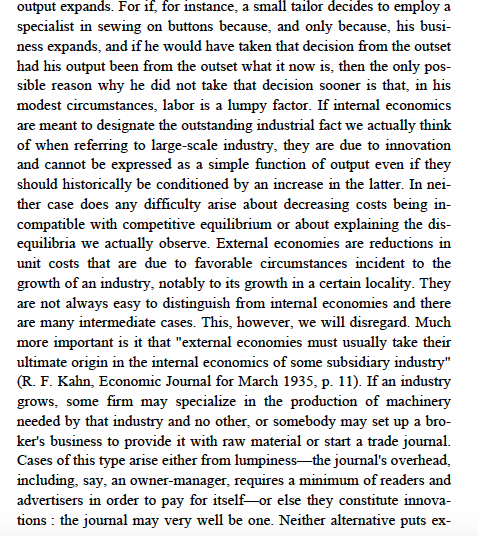 output expands. For if, for instance, a small tailor decides to employ a
specialist in sewing on buttons because, and only because, his busi-
ness expands, and if he would have taken that decision from the outset
had his output been from the outset what it now is, then the only pos-
sible reason why he did not take that decision sooner is that, in his
modest circumstances, labor is a lumpy factor. If internal economics
are meant to designate the outstanding industrial fact we actually think
of when referring to large-scale industry, they are due to innovation
and cannot be expressed as a simple function of output even if they
should historically be conditioned by an increase in the latter. In nei-
ther case does any difficulty arise about decreasing costs being in-
compatible with competitive equilibrium or about explaining the dis-
equilibria we actually observe. External economies are reductions in
unit costs that are due to favorable circumstances incident to the
growth of an industry, notably to its growth in a certain locality. They
are not always easy to distinguish from internal economies and there
are many intermediate cases. This, however, we will disregard. Much
more important is it that "external economies must usually take their
ultimate origin in the internal economics of some subsidiary industry"
(R. F. Kahn, Economic Journal for March 1935, p. 11). If an industry
grows, some firm may specialize in the production of machinery
needed by that industry and no other, or somebody may set up a bro-
ker's business to provide it with raw material or start a trade journal.
Cases of this type arise either from lumpiness—the journal's overhead,
including, say, an owner-manager, requires a minimum of readers and
advertisers in order to pay for itself—or else they constitute innova-
tions : the journal may very well be one. Neither alternative puts ex-